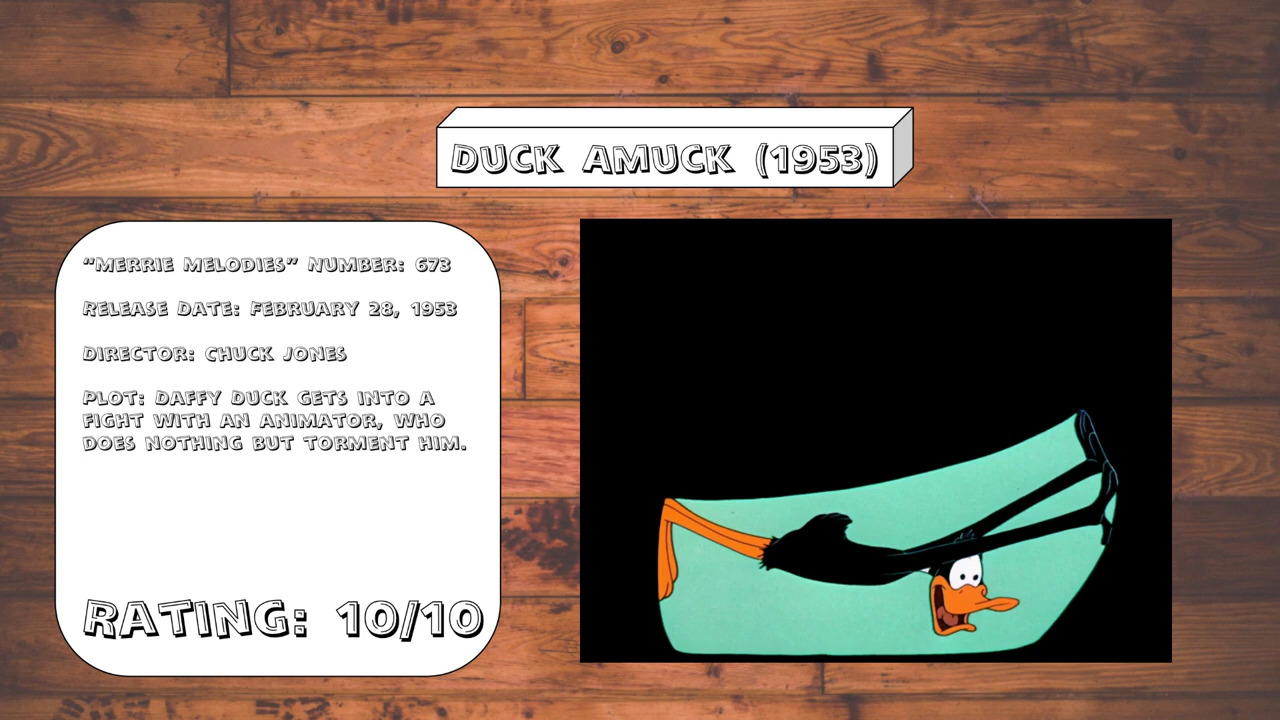 DUCK AMUCK (1953)
"MERRIE MELODIES" NUMBER: 673
RELEASE DATE: FEBRUARY 28, 1953
DIRECTOR: CHUCK JONES
PLOT: DAFFY DUCK GETS INTO A
FIGHT WITH AN ANIMATOR, WHO
DOES NOTHING BUT TORMENT HIM.
RATING: 10/10